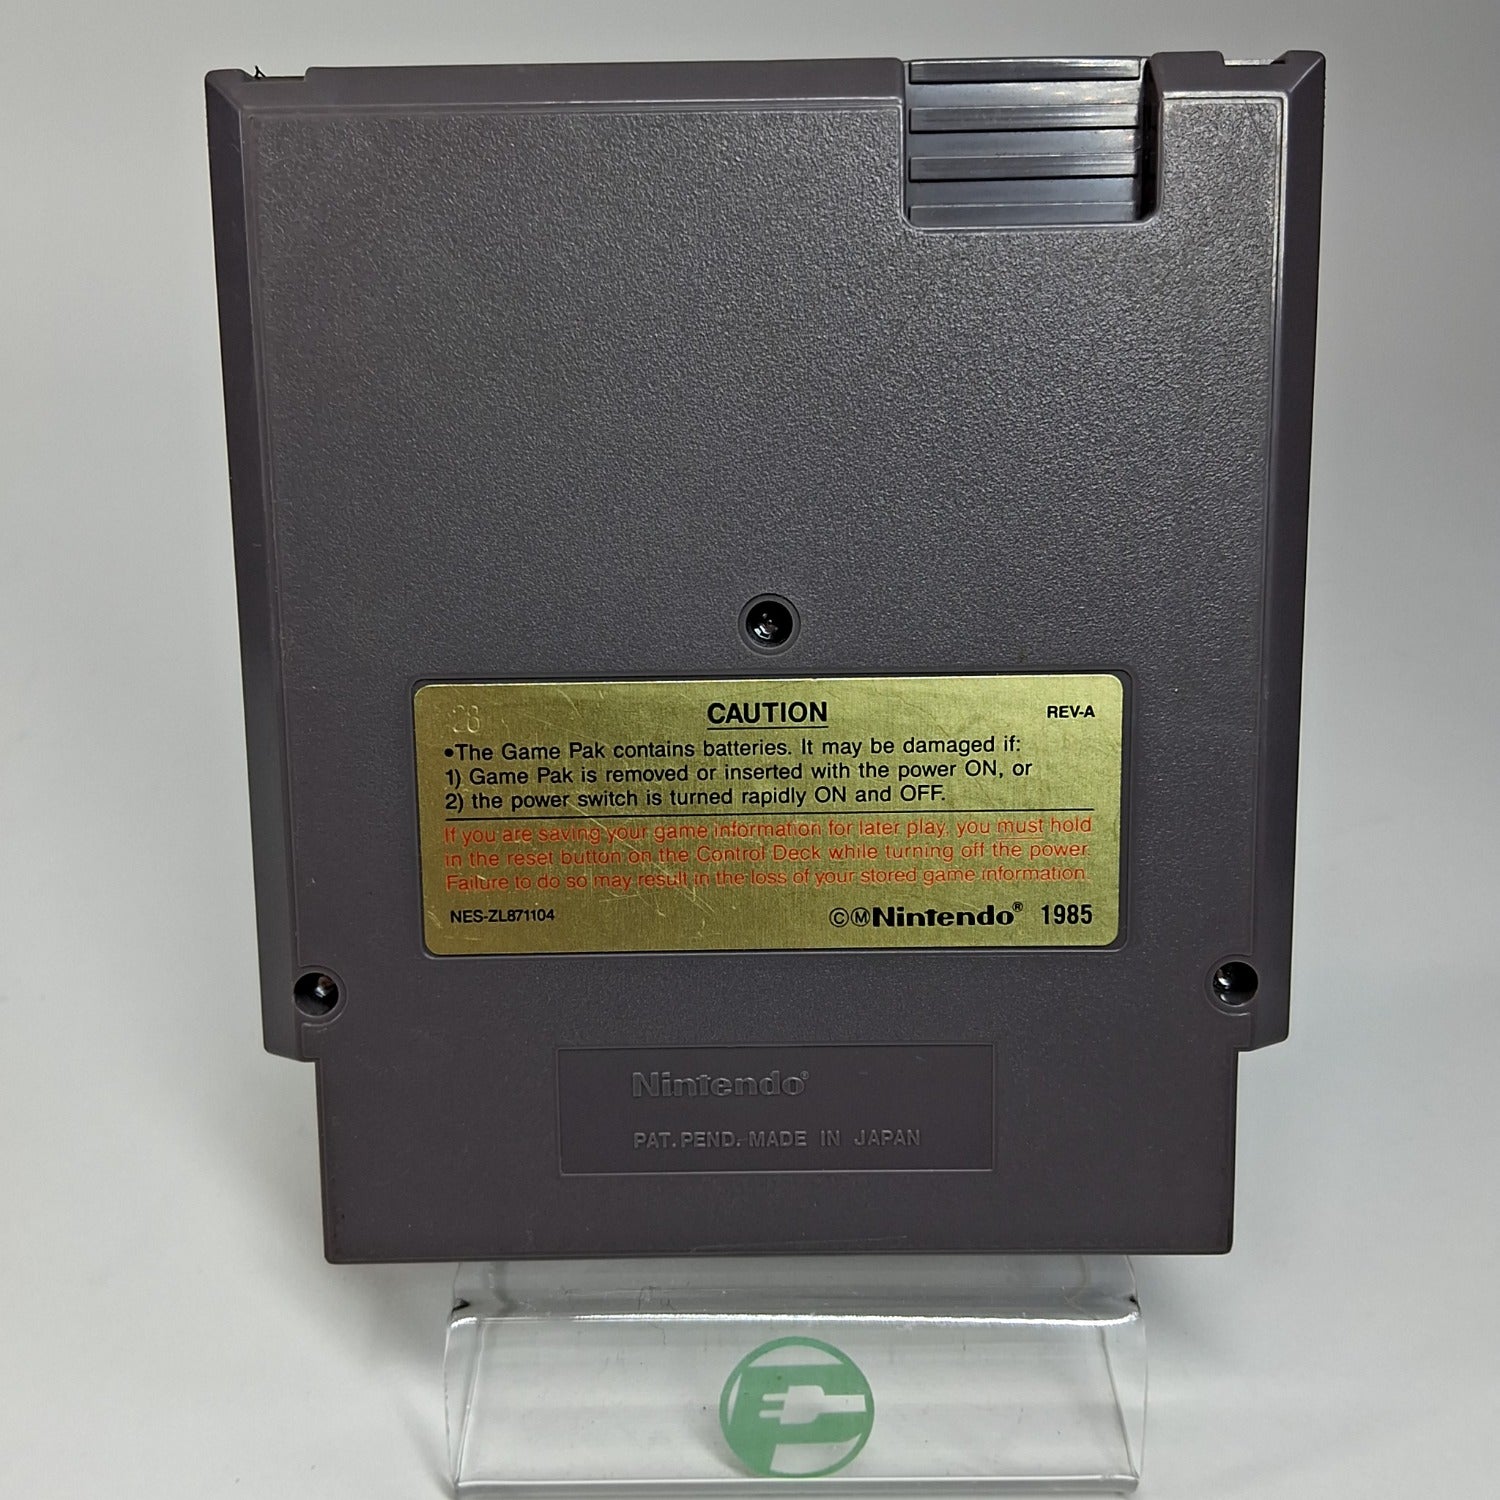 28
CAUTION
REV-A
•The Game Pak contains batteries. It may be damaged if:
1) Game Pak is removed or inserted with the power ON, or
2) the power switch is turned rapidly ON and OFF.
If you are saving your game information for later play, you must hold
in the reset button on the Control Deck while turning off the power.
Failure to do so may result in the loss of your stored game information.
NES-ZL871104
©ⓂNintendo® 1985
Nintendo®
PAT. PEND. MADE IN JAPAN